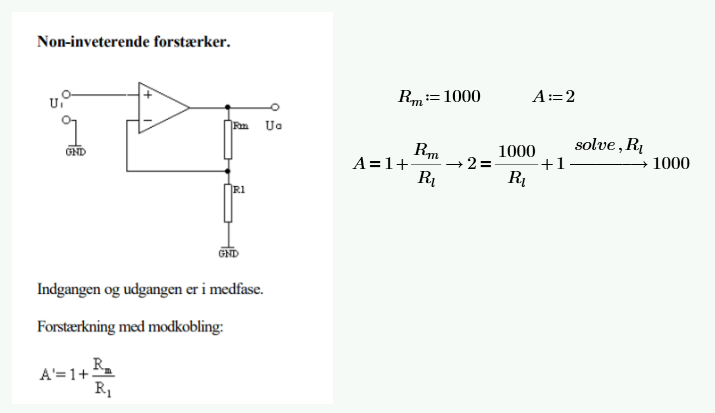 Non-inveterende forstærker.
Ui
+
−
Rm
Ua
GND
R1
GND
Indgangen og udgangen er i medfase.
Forstærkning med modkobling:
A'=1+Rm/R1
Rm:=1000 A:=2
A=1+Rm/Rl → 2=1000/Rl+1 solve,Rl → 1000